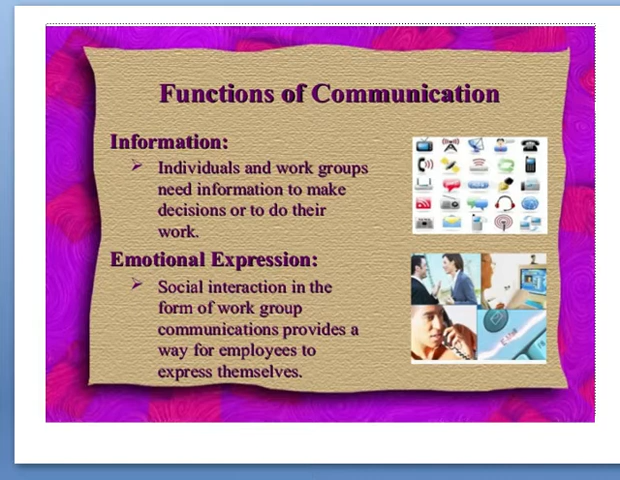 Functions of Communication
Information:
➢ Individuals and work groups
need information to make
decisions or to do their
work.
Emotional Expression:
➢ Social interaction in the
form of work group
communications provides a
way for employees to
express themselves.